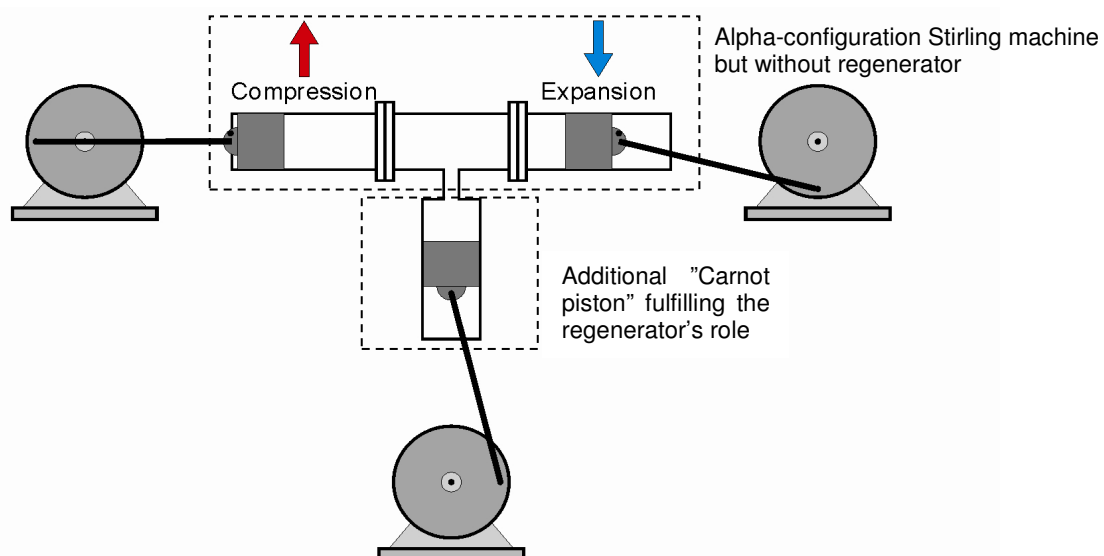 Alpha-configuration Stirling machine
but without regenerator
Compression
Expansion
Additional ”Carnot
piston” fulfilling the
regenerator’s role